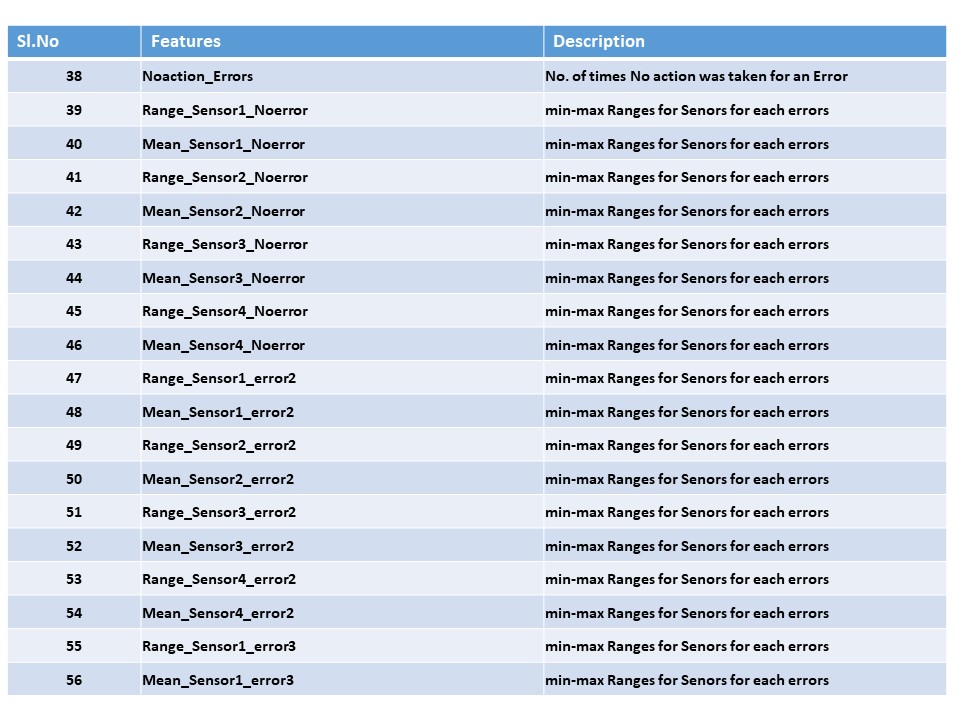 Sl.No Features Description
38 Noaction_Errors No. of times No action was taken for an Error
39 Range_Sensor1_Noerror min-max Ranges for Senors for each errors
40 Mean_Sensor1_Noerror min-max Ranges for Senors for each errors
41 Range_Sensor2_Noerror min-max Ranges for Senors for each errors
42 Mean_Sensor2_Noerror min-max Ranges for Senors for each errors
43 Range_Sensor3_Noerror min-max Ranges for Senors for each errors
44 Mean_Sensor3_Noerror min-max Ranges for Senors for each errors
45 Range_Sensor4_Noerror min-max Ranges for Senors for each errors
46 Mean_Sensor4_Noerror min-max Ranges for Senors for each errors
47 Range_Sensor1_error2 min-max Ranges for Senors for each errors
48 Mean_Sensor1_error2 min-max Ranges for Senors for each errors
49 Range_Sensor2_error2 min-max Ranges for Senors for each errors
50 Mean_Sensor2_error2 min-max Ranges for Senors for each errors
51 Range_Sensor3_error2 min-max Ranges for Senors for each errors
52 Mean_Sensor3_error2 min-max Ranges for Senors for each errors
53 Range_Sensor4_error2 min-max Ranges for Senors for each errors
54 Mean_Sensor4_error2 min-max Ranges for Senors for each errors
55 Range_Sensor1_error3 min-max Ranges for Senors for each errors
56 Mean_Sensor1_error3 min-max Ranges for Senors for each errors